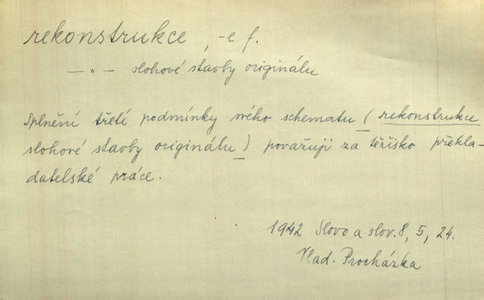 rekonstrukce, -e f.
— " — slohové stavby originálu
Splnění třetí podmínky svého schematu (rekonstrukce
slohové stavby originálu) považuji za těžisko překla-
datelské práce.
1942 Slovo a slov. 8, 5, 24.
Vlad. Procházka